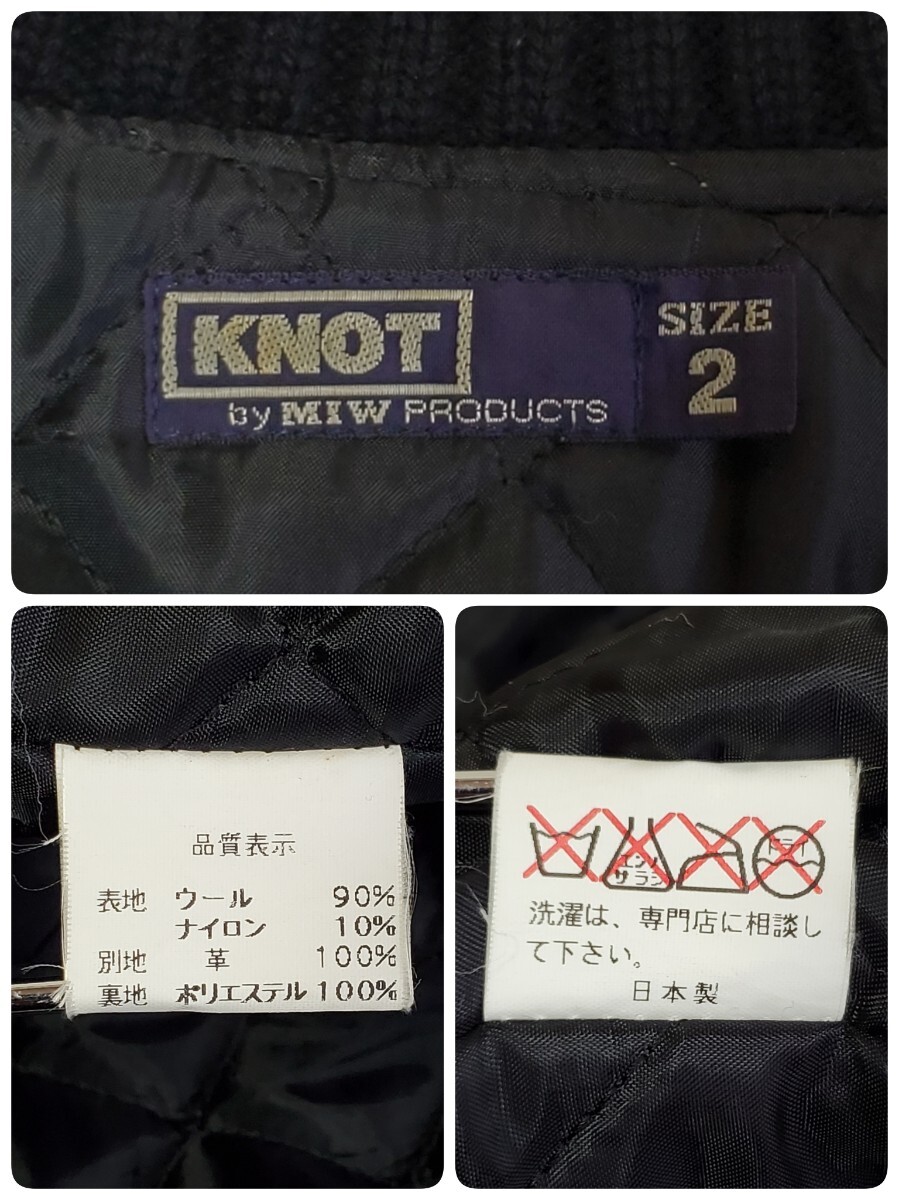 KNOT
by MIW PRODUCTS
SIZE
2
品質表示
表地 ウール 90%
ナイロン 10%
別地 革 100%
裏地 ポリエステル 100%
エンソ
サラシ
ドライ
洗濯は、専門店に相談し
て下さい。
日本製